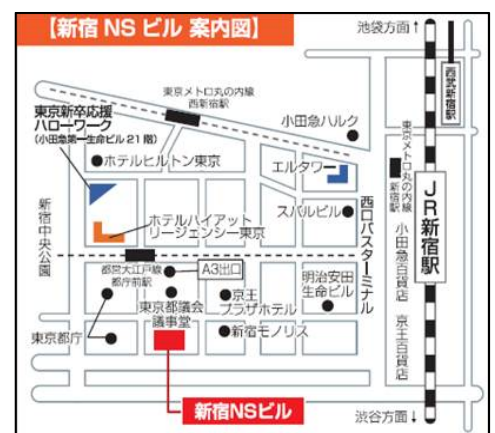 【新宿 NS ビル 案内図】
池袋方面↑
西武新宿駅
東京メトロ丸の内線
西新宿駅
小田急ハルク
東京新卒応援
ハローワーク
(小田急第一生命ビル 21 階)
ホテルヒルトン東京
エルタワー
東京メトロ丸の内線
新宿駅
JR新宿駅
スバルビル
西口バスターミナル
小田急百貨店
京王百貨店
新宿中央公園
ホテルハイアット
リージェンシー東京
都営大江戸線
都庁前駅
A3出口
明治安田
生命ビル
東京都議会
議事堂
京王
プラザホテル
東京都庁
新宿モノリス
新宿NSビル
渋谷方面↓